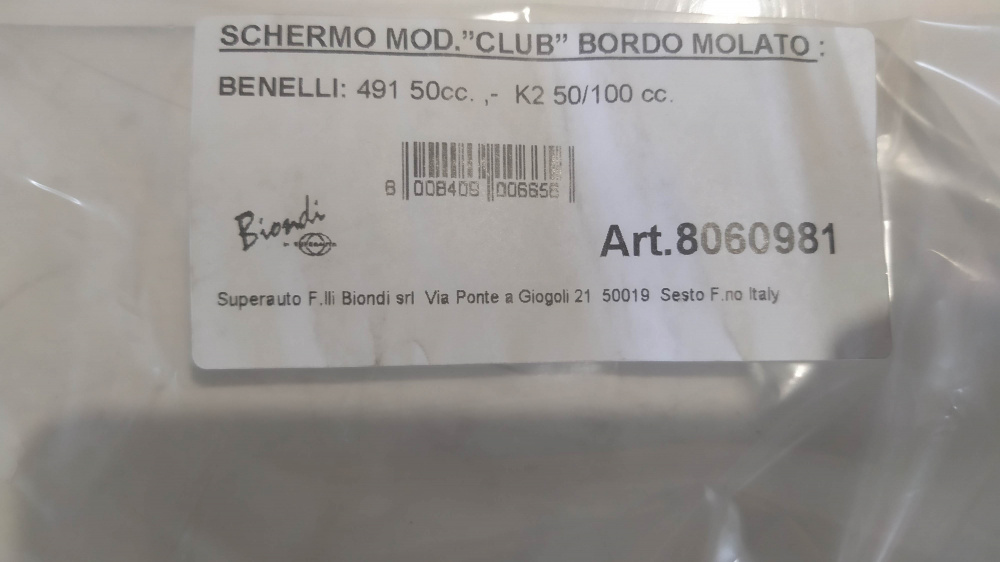 SCHERMO MOD."CLUB" BORDO MOLATO :
BENELLI: 491 50cc. ,- K2 50/100 cc.
8 008409 006656
Biondi
Art.8060981
Superauto F.lli Biondi srl Via Ponte a Giogoli 21 50019 Sesto F.no Italy